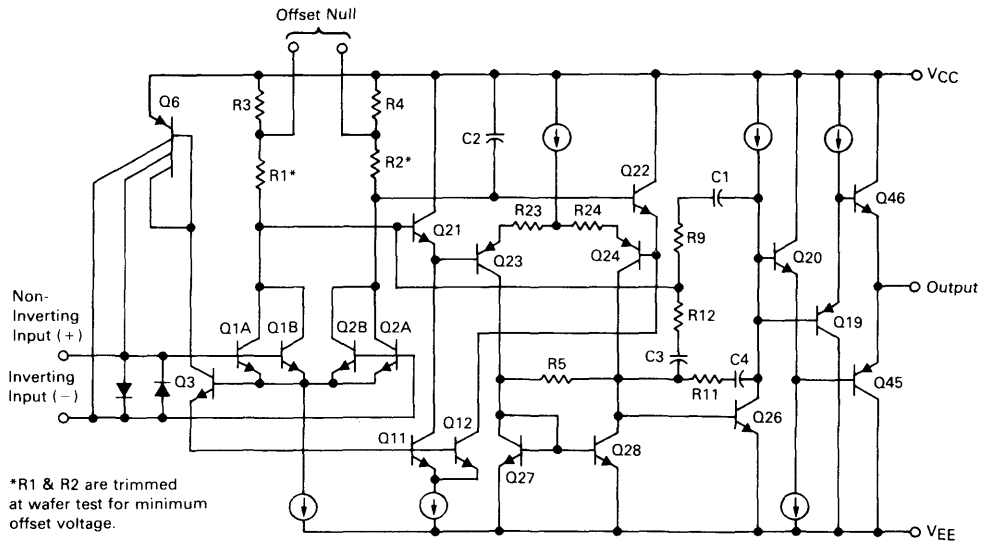 Offset Null
VCC
Q6
R3
R4
C2
R1*
R2*
Q22
C1
Q46
Q21
R23
R24
R9
Q23
Q24
Q20
Output
Non-
Inverting
Input (+)
Q1A
Q1B
Q2B
Q2A
R12
Q19
Inverting
Input (−)
Q3
R5
C3
C4
R11
Q45
Q26
Q11
Q12
Q27
Q28
*R1 & R2 are trimmed
at wafer test for minimum
offset voltage.
VEE